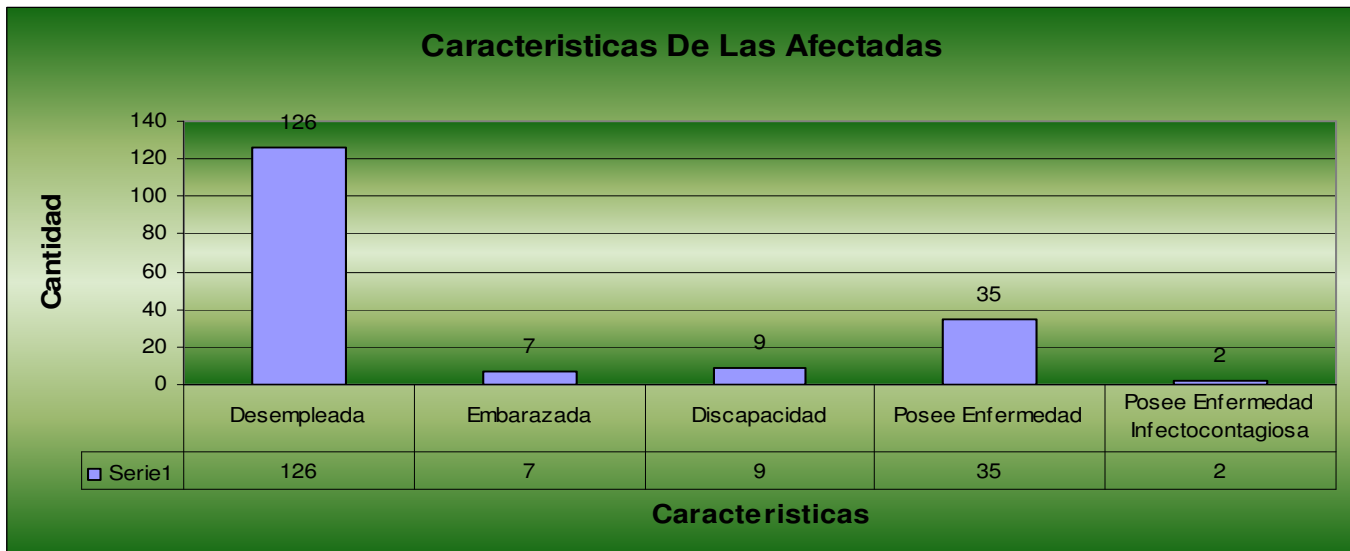 Caracteristicas De Las Afectadas
Cantidad
140
120
100
80
60
40
20
0
126
7
9
35
2
Desempleada
Embarazada
Discapacidad
Posee Enfermedad
Posee Enfermedad
Infectocontagiosa
Serie1
126
7
9
35
2
Caracteristicas